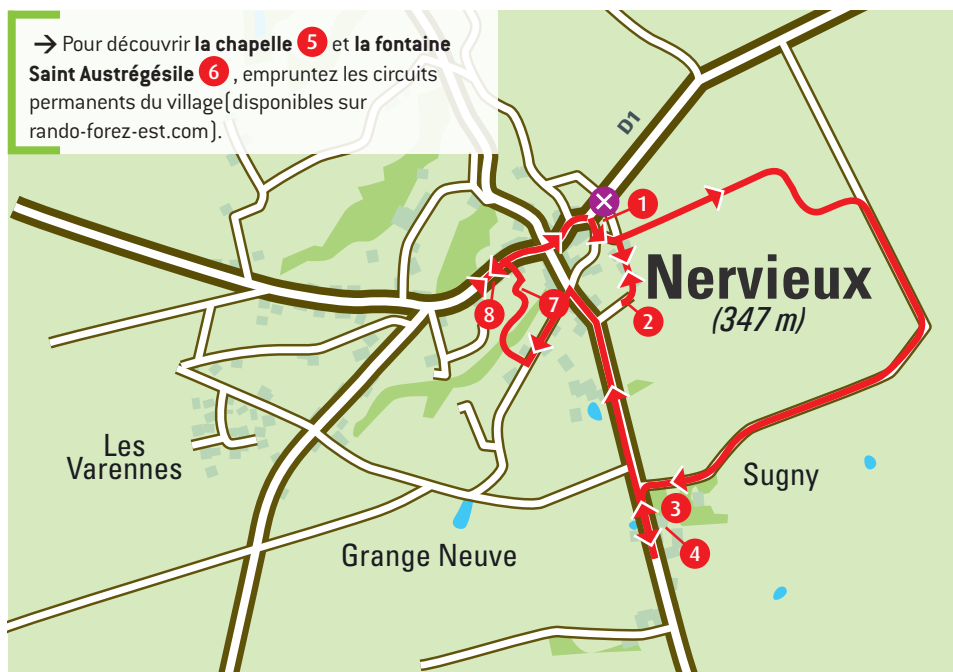 → Pour découvrir la chapelle 5 et la fontaine
Saint Austrégésile 6 , empruntez les circuits
permanents du village(disponibles sur
rando-forez-est.com).
D1
1
Nervieux
(347 m)
2
7
8
Les
Varennes
Sugny
3
Grange Neuve
4